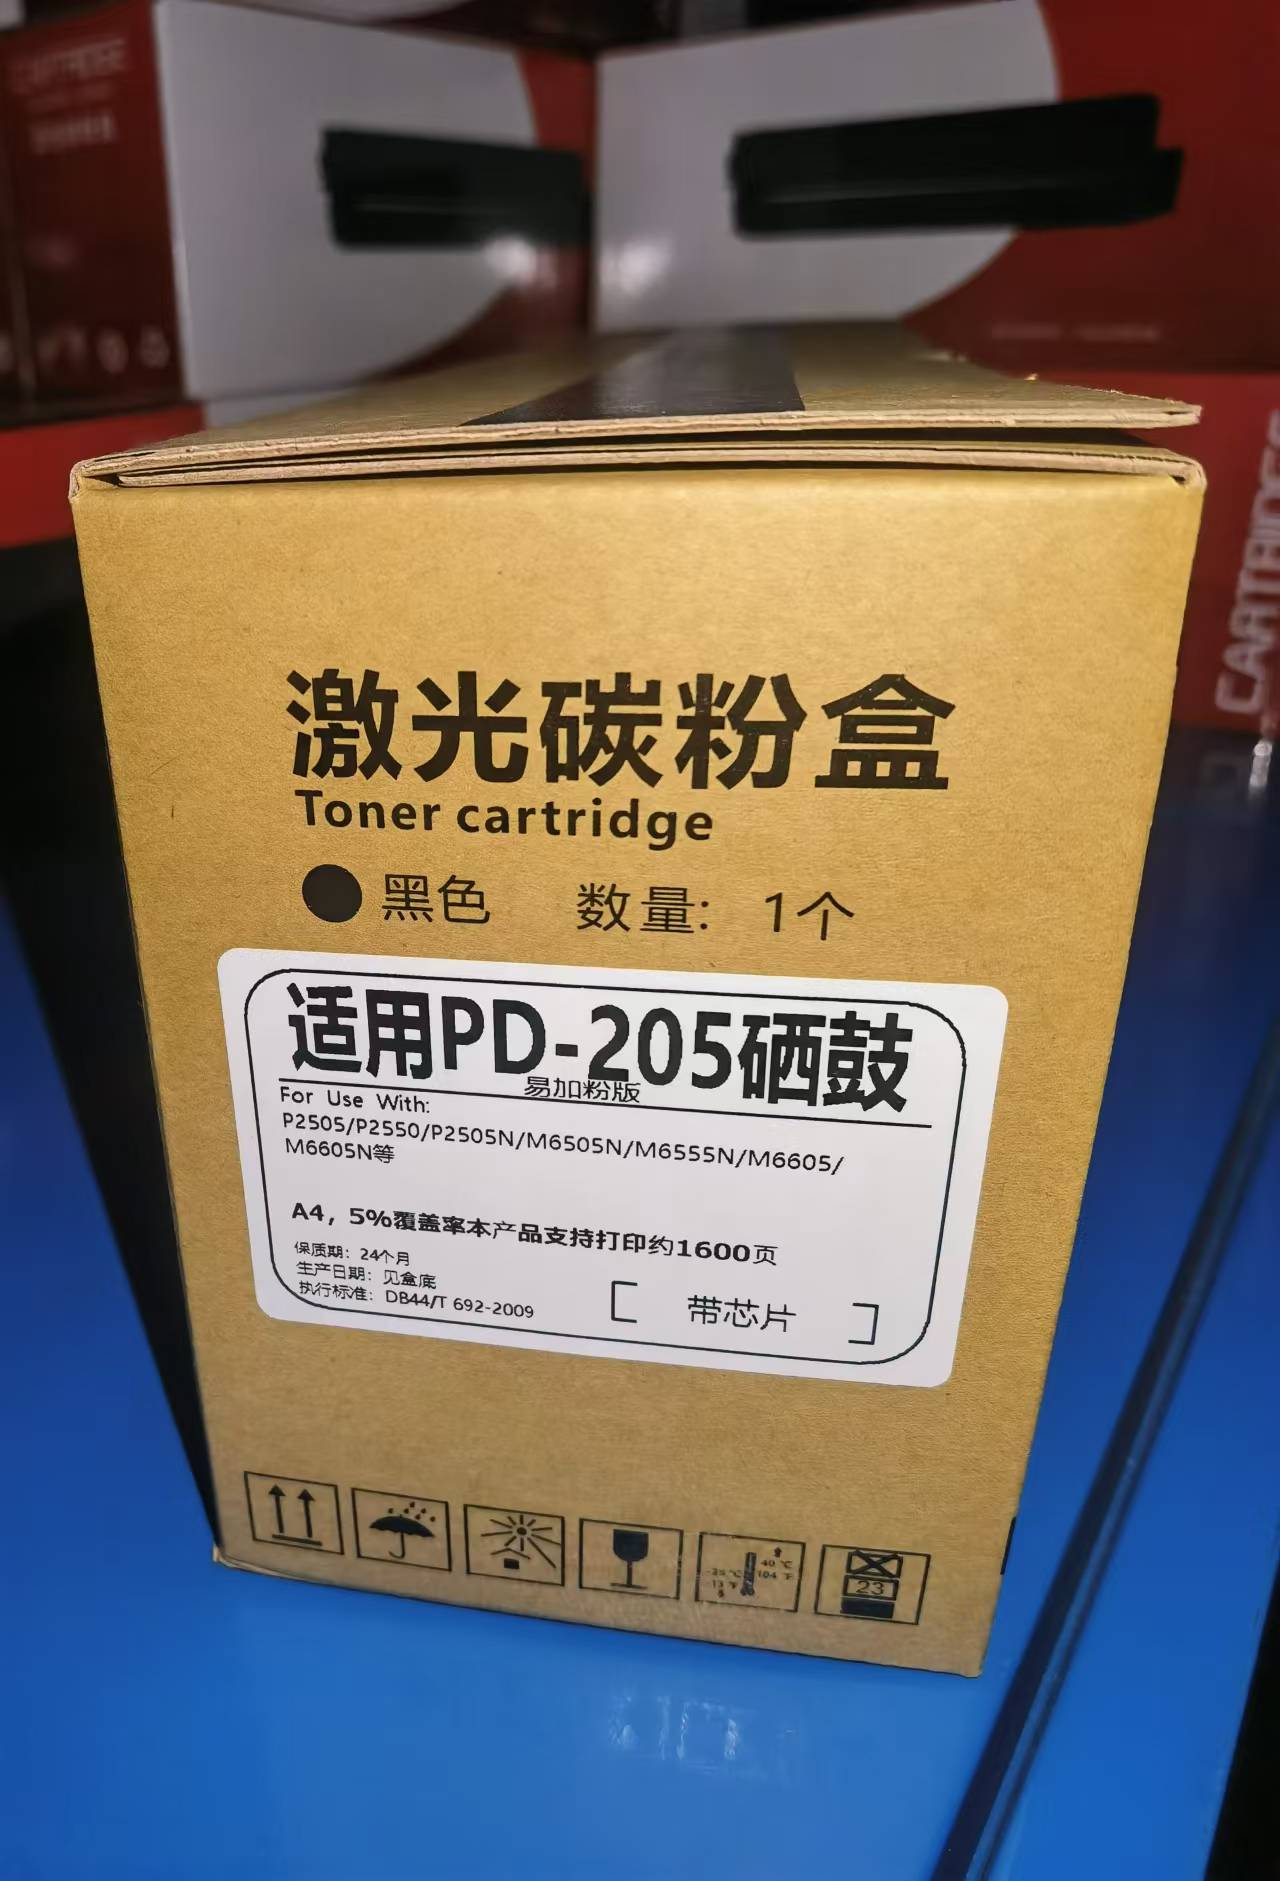 激光碳粉盒
Toner cartridge
黑色 数量: 1个
适用PD-205硒鼓
易加粉版
For Use With:
P2505/P2550/P2505N/M6505N/M6555N/M6605/
M6605N等
A4，5%覆盖率本产品支持打印约1600页
保质期：24个月
生产日期：见盒底
执行标准：DB44/T 692-2009
[ 带芯片 ]
40 ℃
104 ℉
23
CARTRIDGE